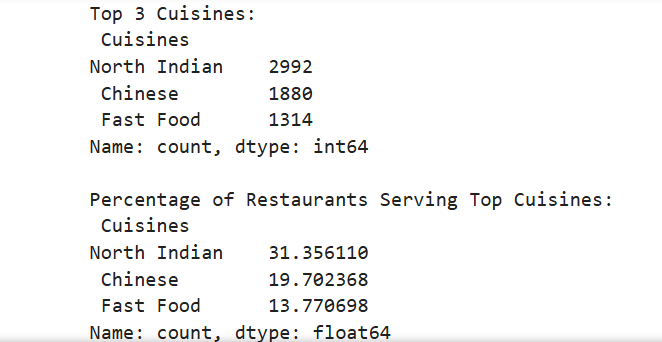 Top 3 Cuisines:
 Cuisines
North Indian    2992
 Chinese        1880
 Fast Food      1314
Name: count, dtype: int64

Percentage of Restaurants Serving Top Cuisines:
 Cuisines
North Indian    31.356110
 Chinese        19.702368
 Fast Food      13.770698
Name: count, dtype: float64